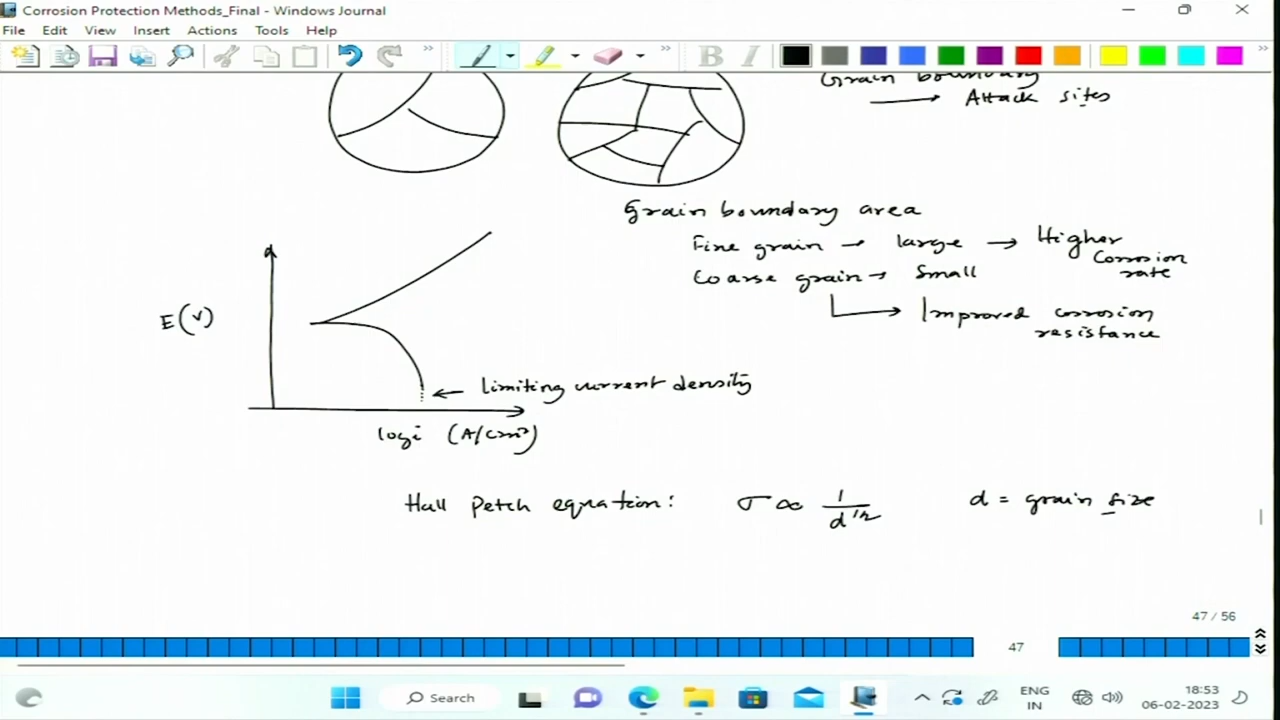 Corrosion Protection Methods_Final - Windows Journal
File Edit View Insert Actions Tools Help
Grain boundary
Attack sites
Grain boundary area
Fine grain → large → Higher
Corrosion
rate
Coarse grain → Small
Improved corrosion
resistance
E(V)
← limiting current density
log i (A/cm²)
Hall Petch equation: σ ∝ 1/d^1/2 d = grain size
47 / 56
47
Search
ENG
IN
18:53
06-02-2023